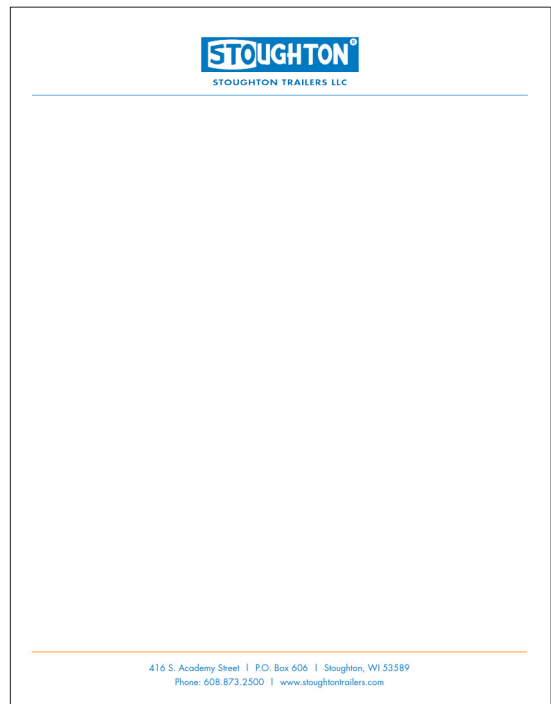 STOUGHTON®
STOUGHTON TRAILERS LLC
416 S. Academy Street | P.O. Box 606 | Stoughton, WI 53589
Phone: 608.873.2500 | www.stoughtontrailers.com